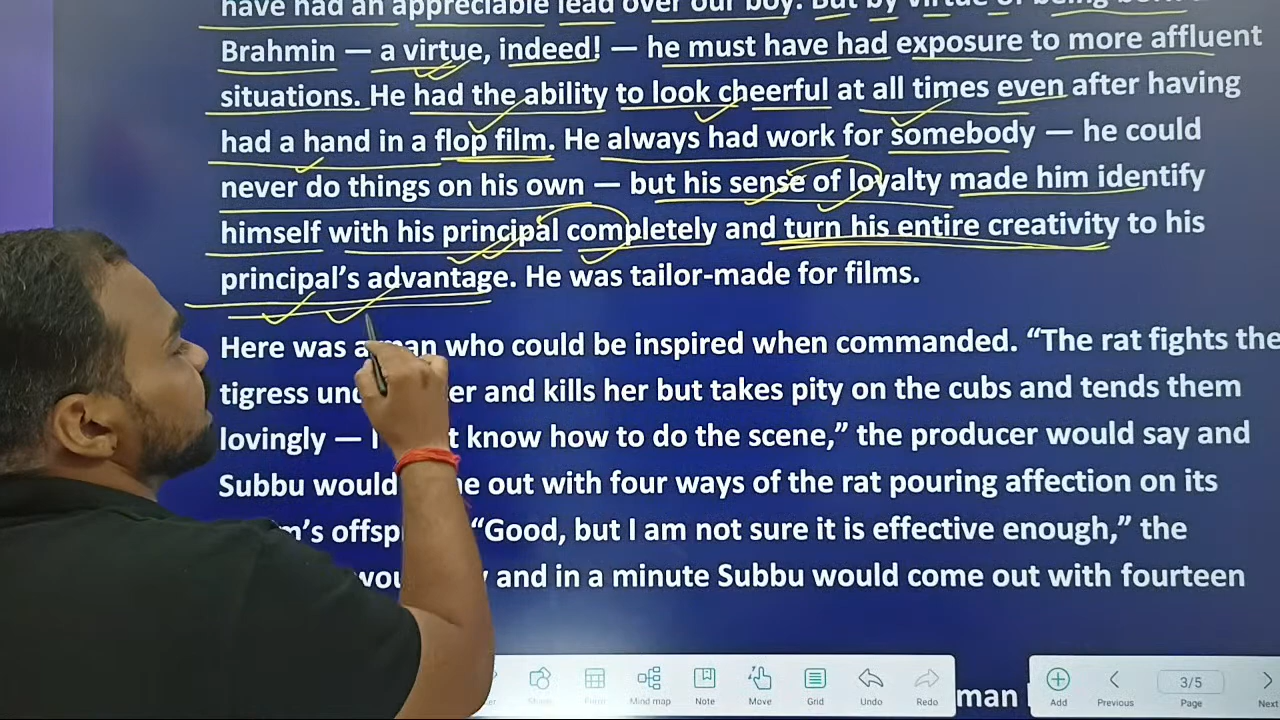 have had an appreciable lead over our boy. But by virtue of being born a
Brahmin — a virtue, indeed! — he must have had exposure to more affluent
situations. He had the ability to look cheerful at all times even after having
had a hand in a flop film. He always had work for somebody — he could
never do things on his own — but his sense of loyalty made him identify
himself with his principal completely and turn his entire creativity to his
principal’s advantage. He was tailor-made for films.
Here was a man who could be inspired when commanded. “The rat fights the
tigress and kills her but takes pity on the cubs and tends them
lovingly — know how to do the scene,” the producer would say and
Subbu would out with four ways of the rat pouring affection on its
“Good, but I am not sure it is effective enough,” the
and in a minute Subbu would come out with fourteen
man
Mind map
Note
Move
Grid
Undo
Redo
Add
Previous
3/5
Page
Next